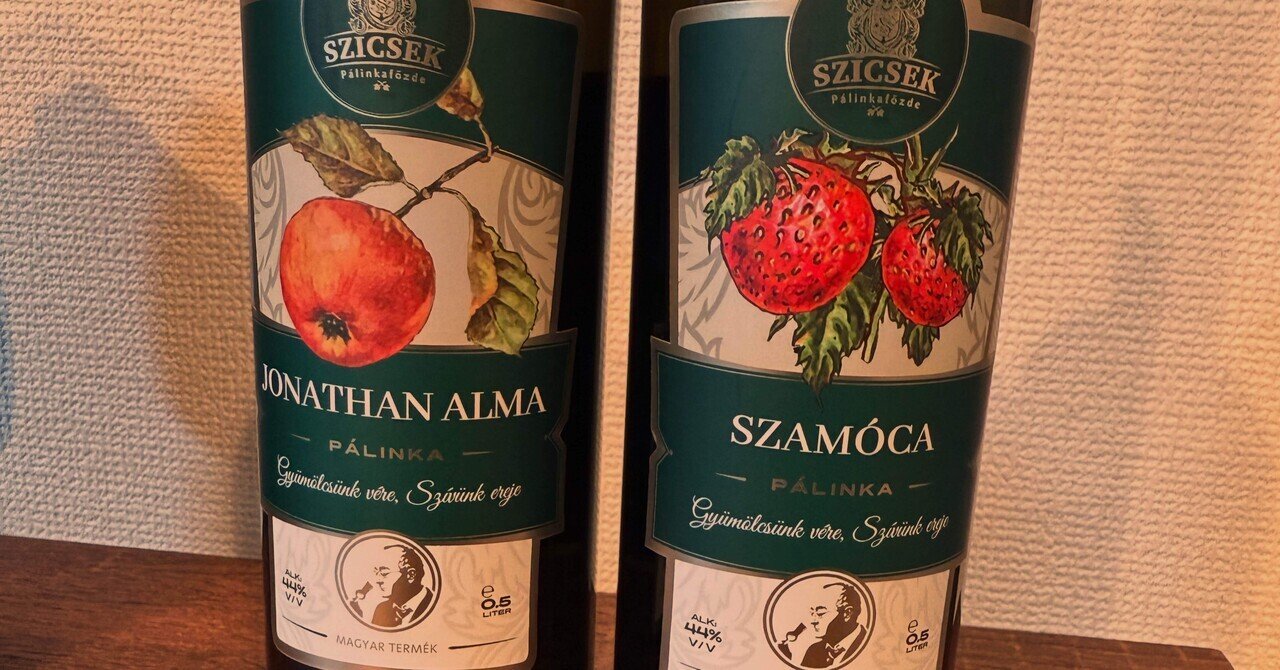 SZICSEK
Pálinkafőzde
JONATHAN ALMA
PÁLINKA
Gyümölcsünk vére, Szívünk ereje
ALK:
44%
V/V
e
0.5
LITER
MAGYAR TERMÉK
SZICSEK
Pálinkafőzde
SZAMÓCA
PÁLINKA
Gyümölcsünk vére, Szívünk ereje
ALK:
44%
V/V
e
0.5
LITER